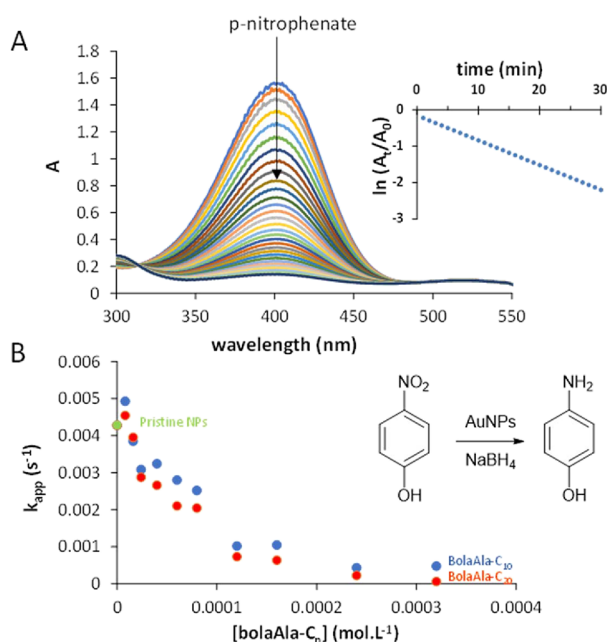 A
p-nitrophenate
1.8
1.6
1.4
1.2
1
0.8
0.6
0.4
0.2
0
A
300
350
400
450
500
550
wavelength (nm)
time (min)
0
10
20
30
0
-1
-2
-3
ln (Aₜ/A₀)
B
0.006
0.005
0.004
0.003
0.002
0.001
0
kₐₚₚ (s⁻¹)
Pristine NPs
NO₂
OH
AuNPs
NaBH₄
NH₂
OH
BolaAla-C₁₀
BolaAla-C₂₀
0
0.0001
0.0002
0.0003
0.0004
[bolaAla-Cₙ] (mol.L⁻¹)